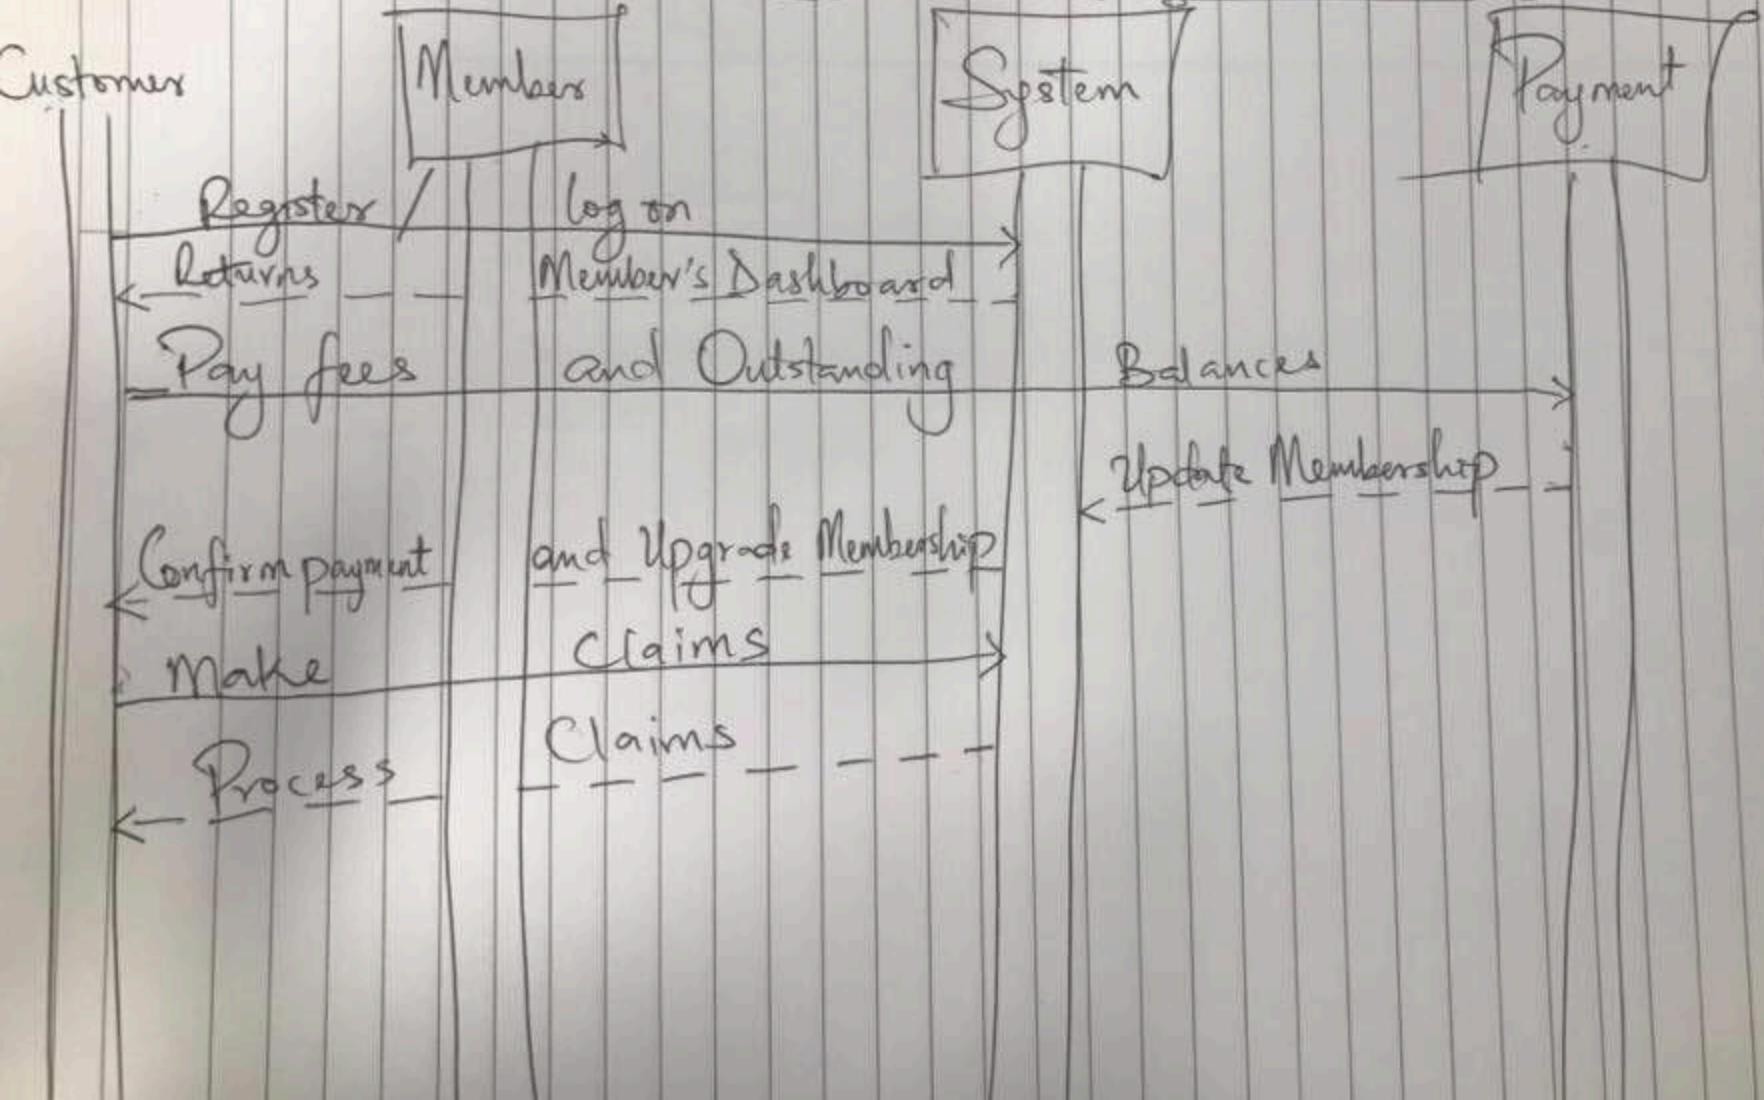 Customer Member System Payment
Register / log on
Returns Member's Dashboard
Pay fees and Outstanding Balances
Update Membership
Confirm payment and Upgrade Membership
Make Claims
Process Claims